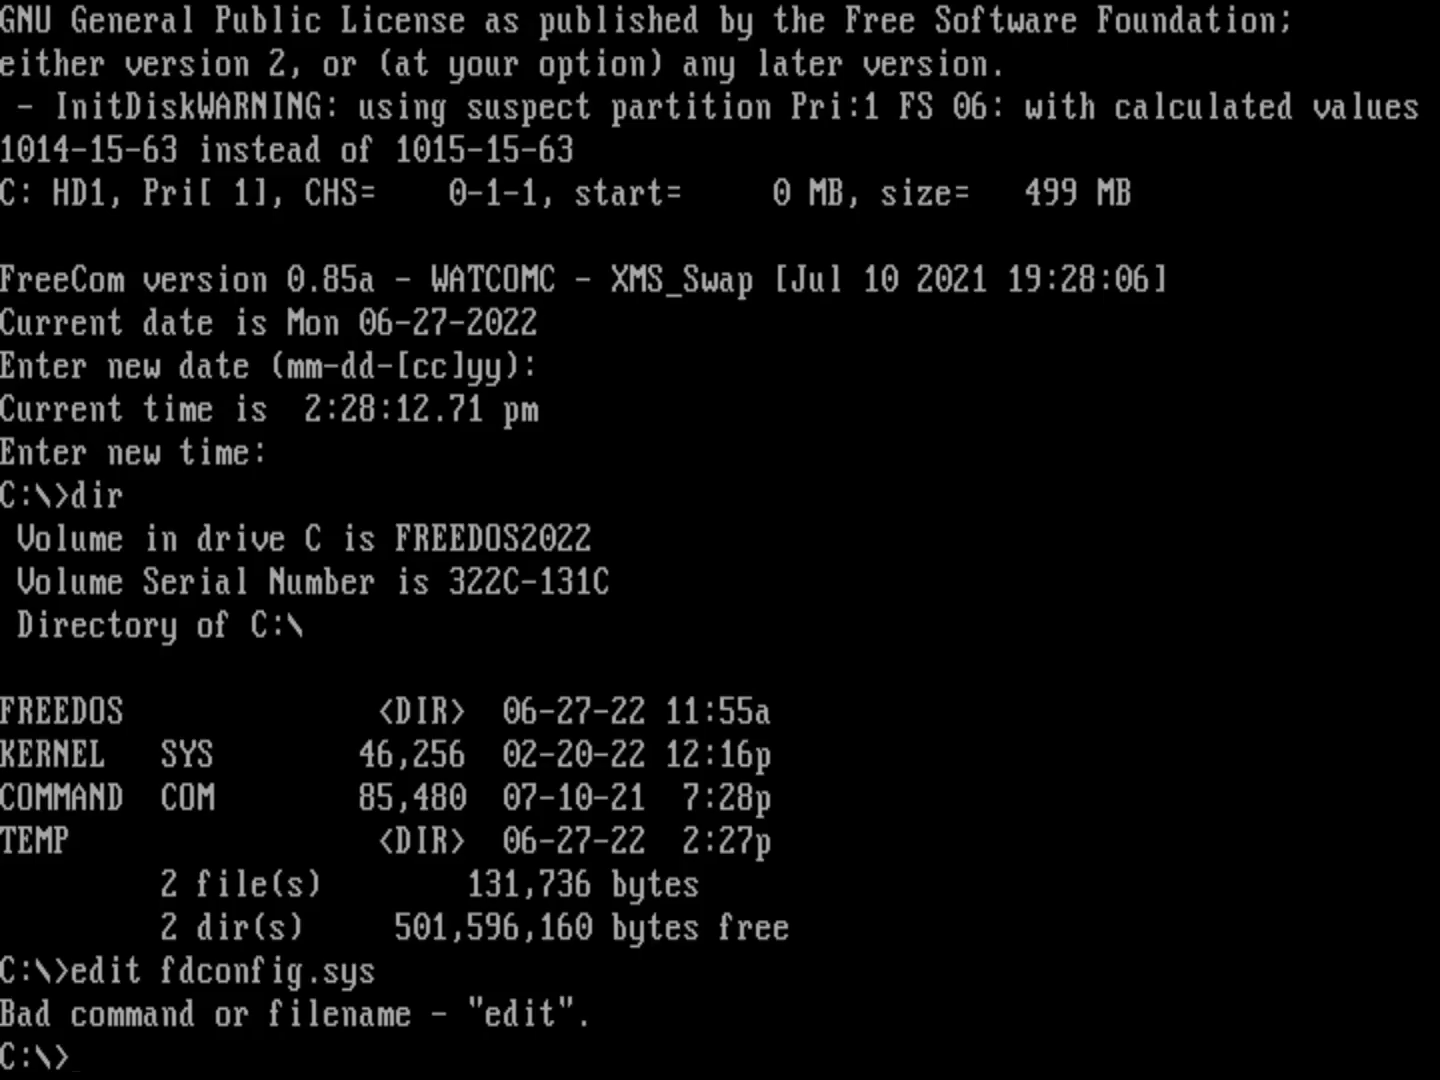 GNU General Public License as published by the Free Software Foundation;
either version 2, or (at your option) any later version.
 - InitDiskWARNING: using suspect partition Pri:1 FS 06: with calculated values
1014-15-63 instead of 1015-15-63
C: HD1, Pri[ 1], CHS=    0-1-1, start=     0 MB, size=   499 MB

FreeCom version 0.85a - WATCOMC - XMS_Swap [Jul 10 2021 19:28:06]
Current date is Mon 06-27-2022
Enter new date (mm-dd-[cc]yy):
Current time is  2:28:12.71 pm
Enter new time:
C:\>dir
 Volume in drive C is FREEDOS2022
 Volume Serial Number is 322C-131C
 Directory of C:\

FREEDOS              <DIR>  06-27-22 11:55a
KERNEL   SYS        46,256  02-20-22 12:16p
COMMAND  COM        85,480  07-10-21  7:28p
TEMP                 <DIR>  06-27-22  2:27p
         2 file(s)        131,736 bytes
         2 dir(s)     501,596,160 bytes free
C:\>edit fdconfig.sys
Bad command or filename - "edit".
C:\>